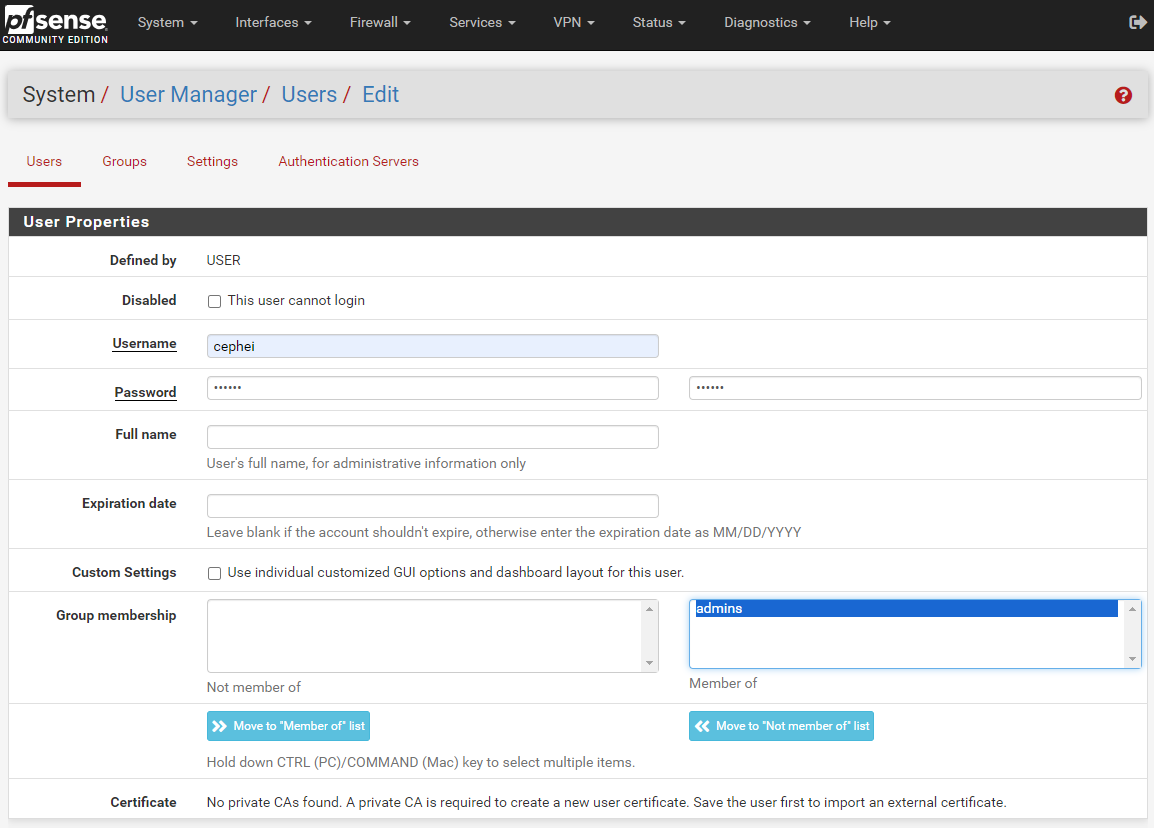 pfsense
COMMUNITY EDITION
System Interfaces Firewall Services VPN Status Diagnostics Help
System / User Manager / Users / Edit
Users Groups Settings Authentication Servers
User Properties
Defined by USER
Disabled This user cannot login
Username cephei
Password •••••• ••••••
Full name
User's full name, for administrative information only
Expiration date
Leave blank if the account shouldn't expire, otherwise enter the expiration date as MM/DD/YYYY
Custom Settings Use individual customized GUI options and dashboard layout for this user.
Group membership admins
Not member of Member of
Move to "Member of" list Move to "Not member of" list
Hold down CTRL (PC)/COMMAND (Mac) key to select multiple items.
Certificate No private CAs found. A private CA is required to create a new user certificate. Save the user first to import an external certificate.